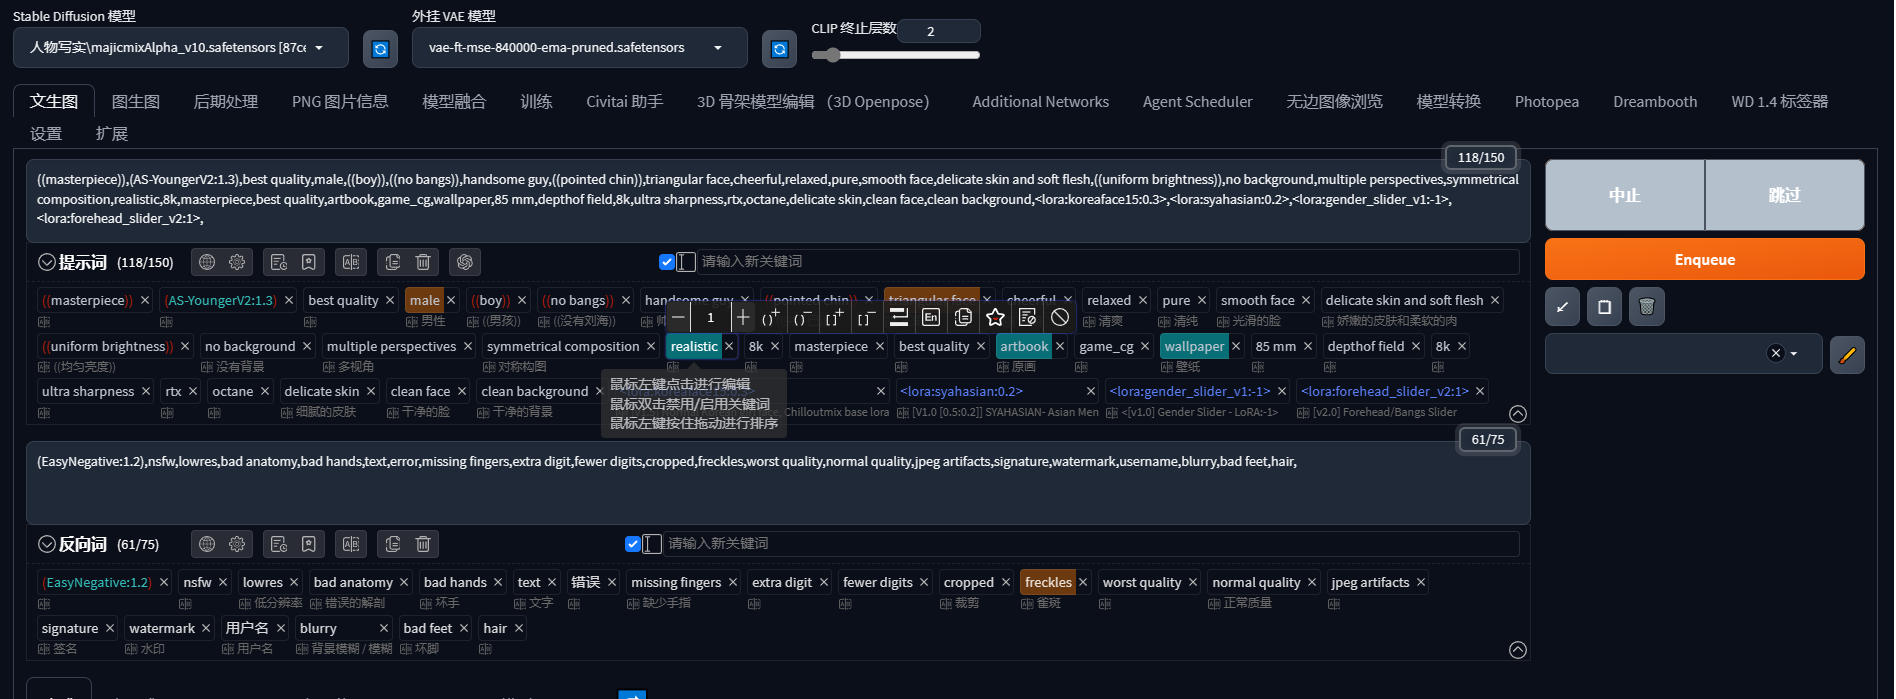 Stable Diffusion 模型
外挂 VAE 模型
CLIP 终止层数
2
人物写实\majicmixAlpha_v10.safetensors [87ce
vae-ft-mse-840000-ema-pruned.safetensors
文生图 图生图 后期处理 PNG 图片信息 模型融合 训练 Civitai 助手 3D 骨架模型编辑 （3D Openpose） Additional Networks Agent Scheduler 无边图像浏览 模型转换 Photopea Dreambooth WD 1.4 标签器
设置 扩展
118/150
((masterpiece)),(AS-YoungerV2:1.3),best quality,male,((boy)),((no bangs)),handsome guy,((pointed chin)),triangular face,cheerful,relaxed,pure,smooth face,delicate skin and soft flesh,((uniform brightness)),no background,multiple perspectives,symmetrical
composition,realistic,8k,masterpiece,best quality,artbook,game_cg,wallpaper,85 mm,depthof field,8k,ultra sharpness,rtx,octane,delicate skin,clean face,clean background,<lora:koreaface15:0.3>,<lora:syahasian:0.2>,<lora:gender_slider_v1:-1>,
<lora:forehead_slider_v2:1>,
中止 跳过
Enqueue
提示词 (118/150) 请输入新关键词
((masterpiece)) × (AS-YoungerV2:1.3) × best quality × male × ((boy)) × ((no bangs)) × handsome guy × ((pointed chin)) × triangular face × cheerful × relaxed × pure × smooth face × delicate skin and soft flesh ×
男性 ((男孩)) ((没有刘海)) 帅 清爽 清纯 光滑的脸 娇嫩的皮肤和柔软的肉
1 ()+ ()− []+ []− En
((uniform brightness)) × no background × multiple perspectives × symmetrical composition × realistic × 8k × masterpiece × best quality × artbook × game_cg × wallpaper × 85 mm × depthof field × 8k ×
((均匀亮度)) 没有背景 多视角 对称构图 原画 壁纸
鼠标左键点击进行编辑
鼠标双击禁用/启用关键词
鼠标左键按住拖动进行排序
ultra sharpness × rtx × octane × delicate skin × clean face × clean background × × <lora:syahasian:0.2> × <lora:gender_slider_v1:-1> × <lora:forehead_slider_v2:1> ×
细腻的皮肤 干净的脸 干净的背景 Chilloutmix base lora [V1.0 [0.5:0.2]] SYAHASIAN- Asian Men <[v1.0] Gender Slider - LoRA:-1> [v2.0] Forehead/Bangs Slider
61/75
(EasyNegative:1.2),nsfw,lowres,bad anatomy,bad hands,text,error,missing fingers,extra digit,fewer digits,cropped,freckles,worst quality,normal quality,jpeg artifacts,signature,watermark,username,blurry,bad feet,hair,
反向词 (61/75) 请输入新关键词
(EasyNegative:1.2) × nsfw × lowres × bad anatomy × bad hands × text × 错误 × missing fingers × extra digit × fewer digits × cropped × freckles × worst quality × normal quality × jpeg artifacts ×
低分辨率 错误的解剖 坏手 文字 缺少手指 裁剪 雀斑 正常质量
signature × watermark × 用户名 × blurry × bad feet × hair ×
签名 水印 用户名 背景模糊 / 模糊 坏脚